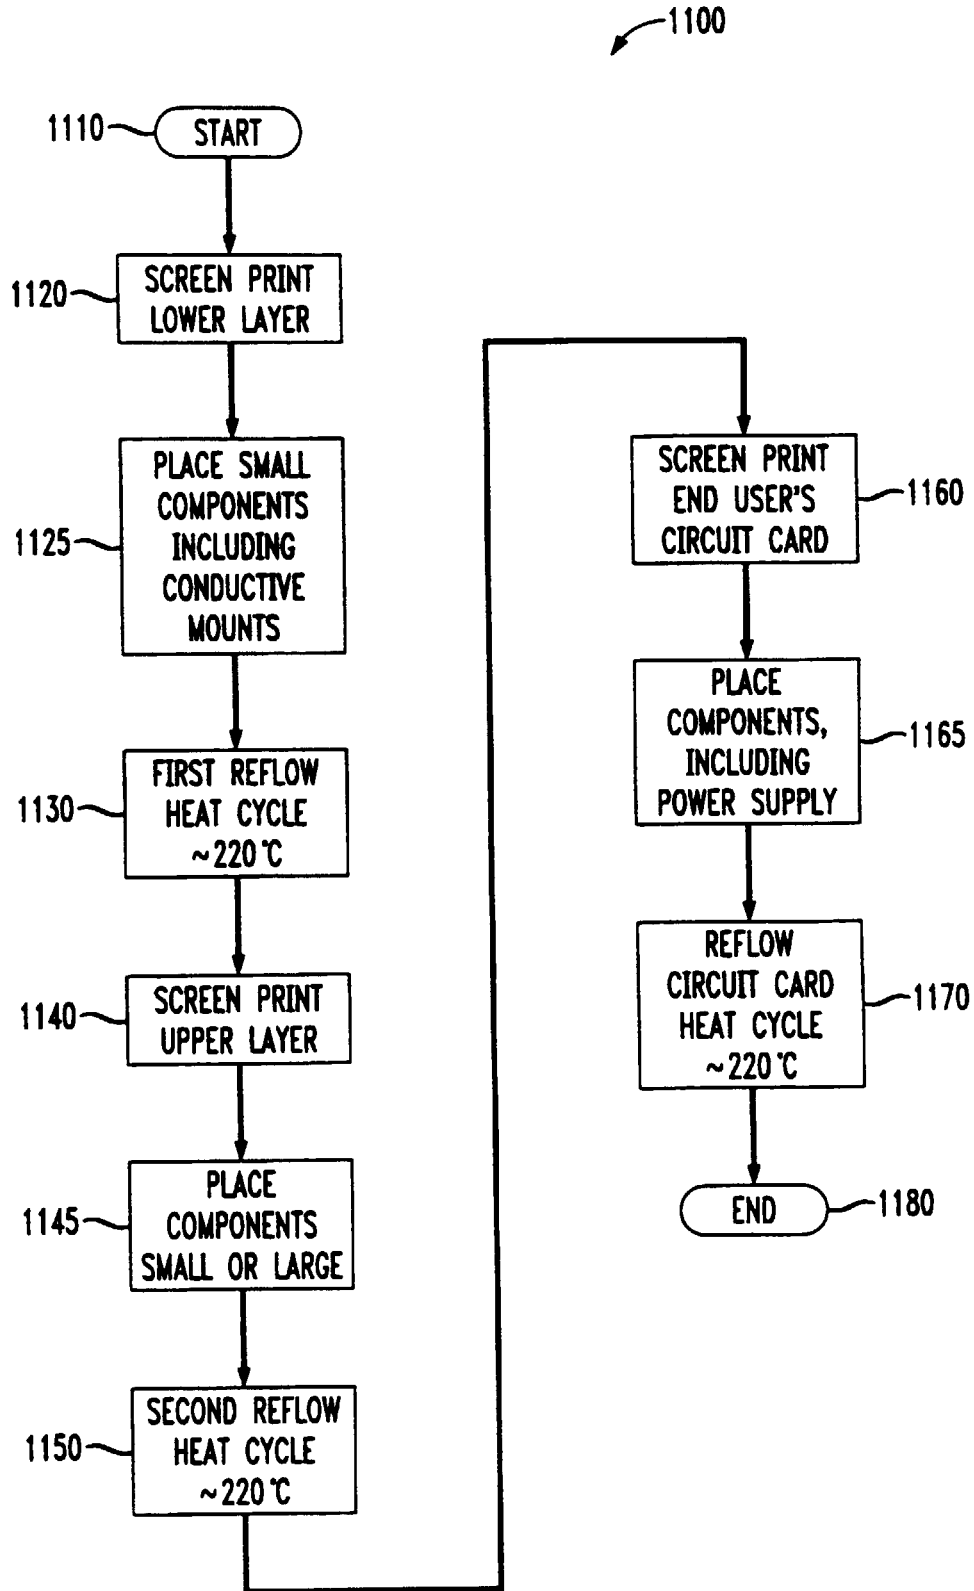 1100
1110
START
1120
SCREEN PRINT
LOWER LAYER
1125
PLACE SMALL
COMPONENTS
INCLUDING
CONDUCTIVE
MOUNTS
1130
FIRST REFLOW
HEAT CYCLE
~220℃
1140
SCREEN PRINT
UPPER LAYER
1145
PLACE
COMPONENTS
SMALL OR LARGE
1150
SECOND REFLOW
HEAT CYCLE
~220℃
SCREEN PRINT
END USER'S
CIRCUIT CARD
1160
PLACE
COMPONENTS,
INCLUDING
POWER SUPPLY
1165
REFLOW
CIRCUIT CARD
HEAT CYCLE
~220℃
1170
END
1180